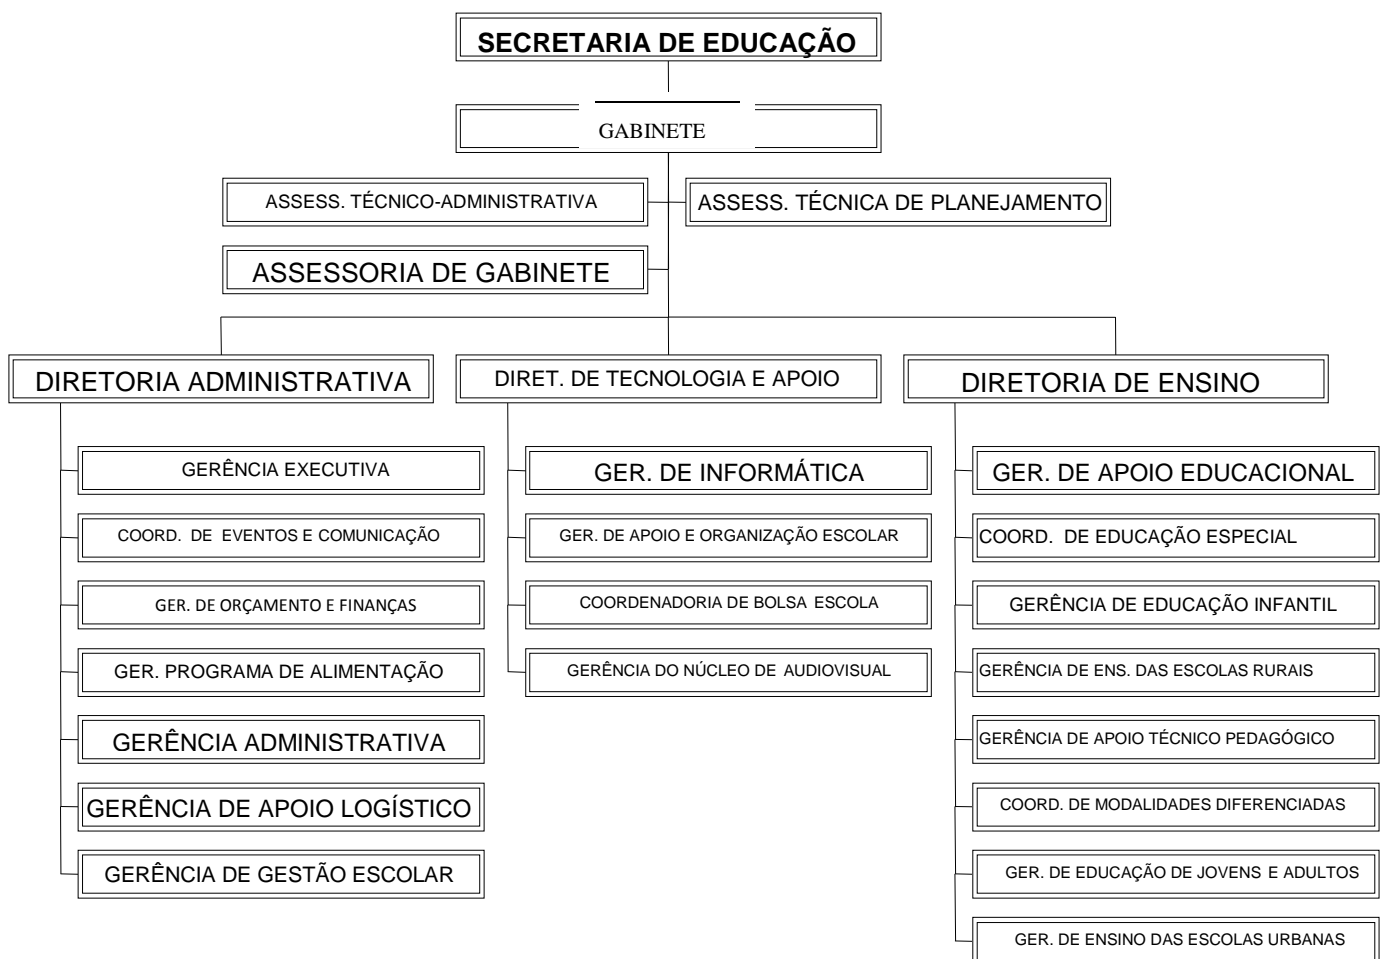 SECRETARIA DE EDUCAÇÃO
GABINETE
ASSESS. TÉCNICO-ADMINISTRATIVA
ASSESS. TÉCNICA DE PLANEJAMENTO
ASSESSORIA DE GABINETE
DIRETORIA ADMINISTRATIVA
GERÊNCIA EXECUTIVA
COORD. DE EVENTOS E COMUNICAÇÃO
GER. DE ORÇAMENTO E FINANÇAS
GER. PROGRAMA DE ALIMENTAÇÃO
GERÊNCIA ADMINISTRATIVA
GERÊNCIA DE APOIO LOGÍSTICO
GERÊNCIA DE GESTÃO ESCOLAR
DIRET. DE TECNOLOGIA E APOIO
GER. DE INFORMÁTICA
GER. DE APOIO E ORGANIZAÇÃO ESCOLAR
COORDENADORIA DE BOLSA ESCOLA
GERÊNCIA DO NÚCLEO DE AUDIOVISUAL
DIRETORIA DE ENSINO
GER. DE APOIO EDUCACIONAL
COORD. DE EDUCAÇÃO ESPECIAL
GERÊNCIA DE EDUCAÇÃO INFANTIL
GERÊNCIA DE ENS. DAS ESCOLAS RURAIS
GERÊNCIA DE APOIO TÉCNICO PEDAGÓGICO
COORD. DE MODALIDADES DIFERENCIADAS
GER. DE EDUCAÇÃO DE JOVENS E ADULTOS
GER. DE ENSINO DAS ESCOLAS URBANAS